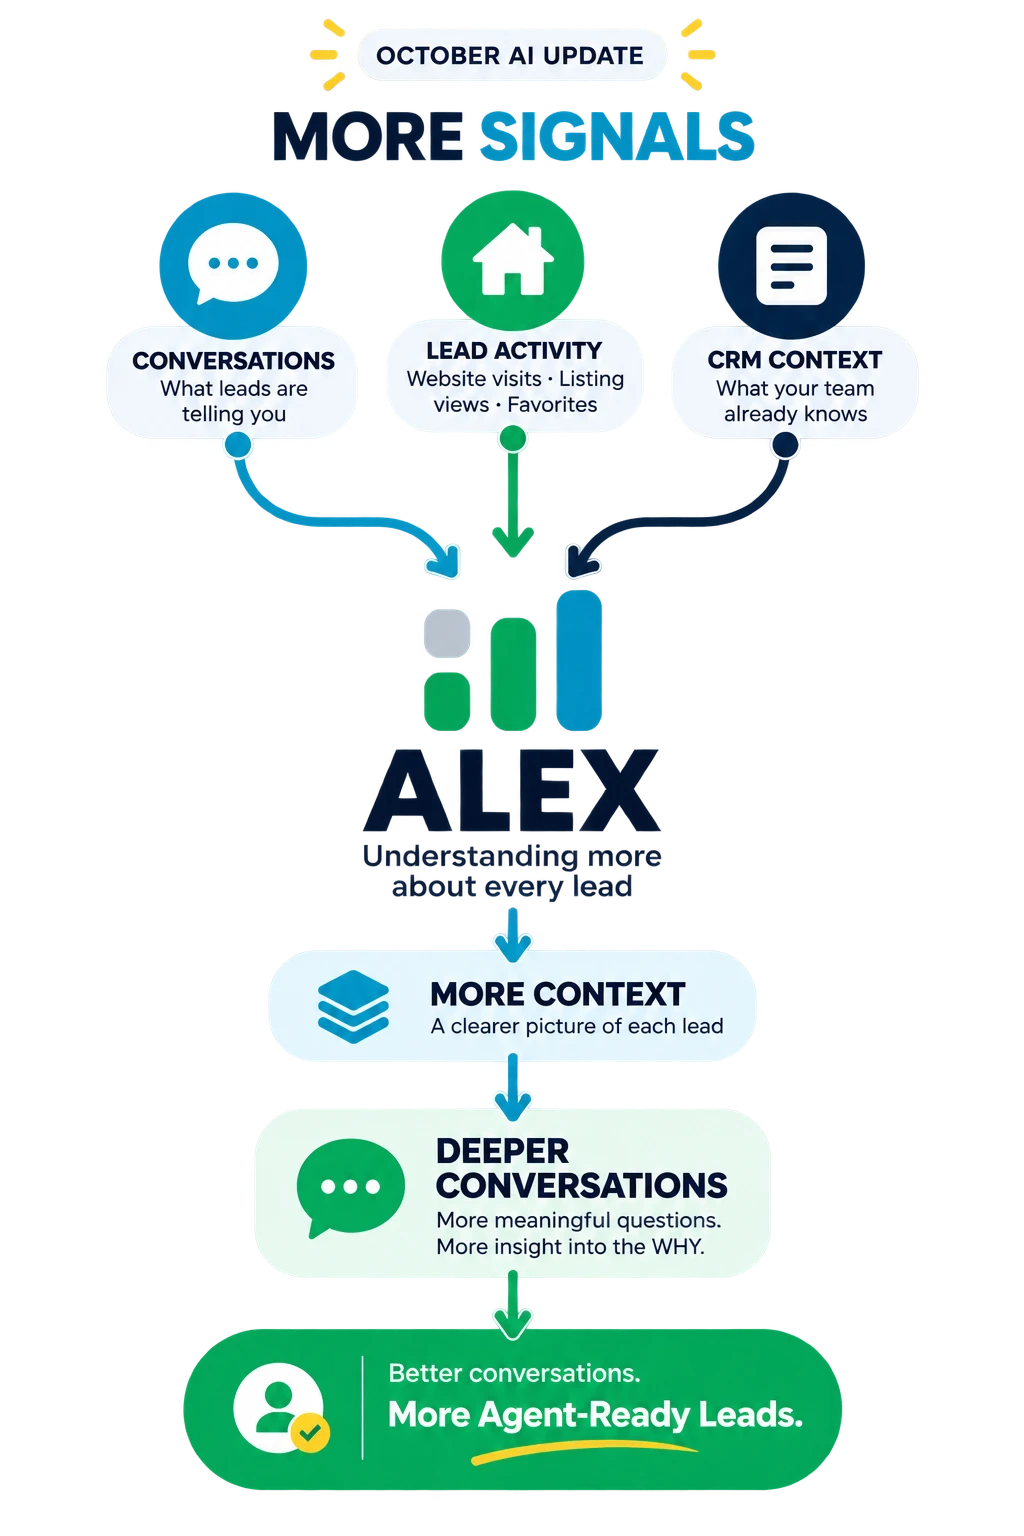 OCTOBER AI UPDATE
MORE SIGNALS
CONVERSATIONS
What leads are
telling you
LEAD ACTIVITY
Website visits · Listing
views · Favorites
CRM CONTEXT
What your team
already knows
ALEX
Understanding more
about every lead
MORE CONTEXT
A clearer picture of each lead
DEEPER
CONVERSATIONS
More meaningful questions.
More insight into the WHY.
Better conversations.
More Agent-Ready Leads.